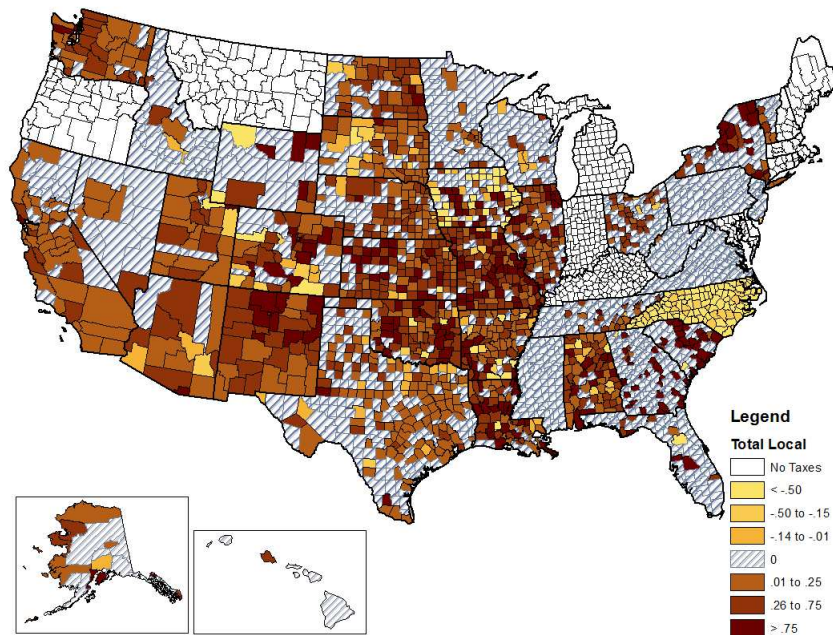 Legend
Total Local
No Taxes
< -.50
-.50 to -.15
-.14 to -.01
0
.01 to .25
.26 to .75
> .75